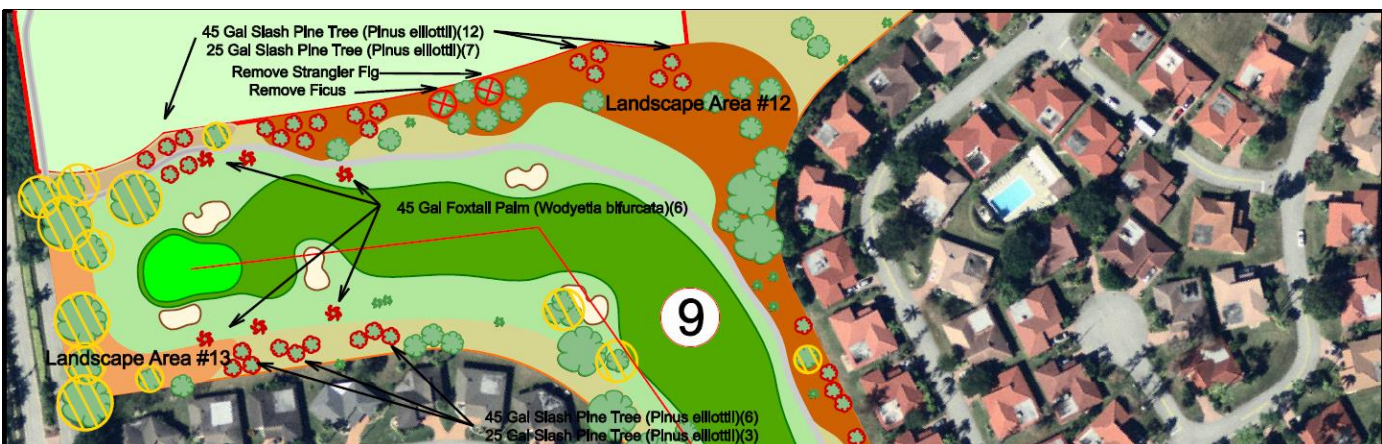 45 Gal Slash Pine Tree (Pinus elliottii)(12)
25 Gal Slash Pine Tree (Pinus elliottii)(7)
Remove Strangler Fig
Remove Ficus
Landscape Area #12
45 Gal Foxtail Palm (Wodyetia bifurcata)(6)
9
Landscape Area #13
45 Gal Slash Pine Tree (Pinus elliottii)(6)
25 Gal Slash Pine Tree (Pinus elliottii)(3)